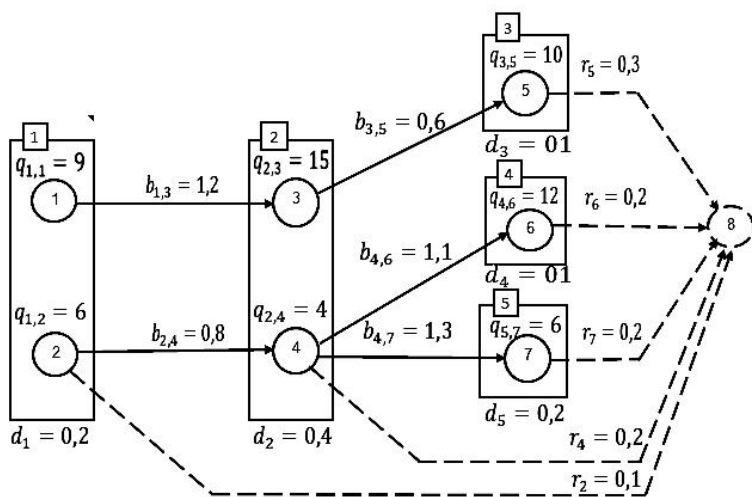 3
q3,5 = 10
5
r5 = 0,3
d3 = 01
1
q1,1 = 9
1
b1,3 = 1,2
2
q2,3 = 15
3
b3,5 = 0,6
4
q4,6 = 12
6
r6 = 0,2
d4 = 01
8
q1,2 = 6
2
b2,4 = 0,8
q2,4 = 4
4
b4,6 = 1,1
b4,7 = 1,3
5
q5,7 = 6
7
r7 = 0,2
d5 = 0,2
d1 = 0,2
d2 = 0,4
r4 = 0,2
r2 = 0,1